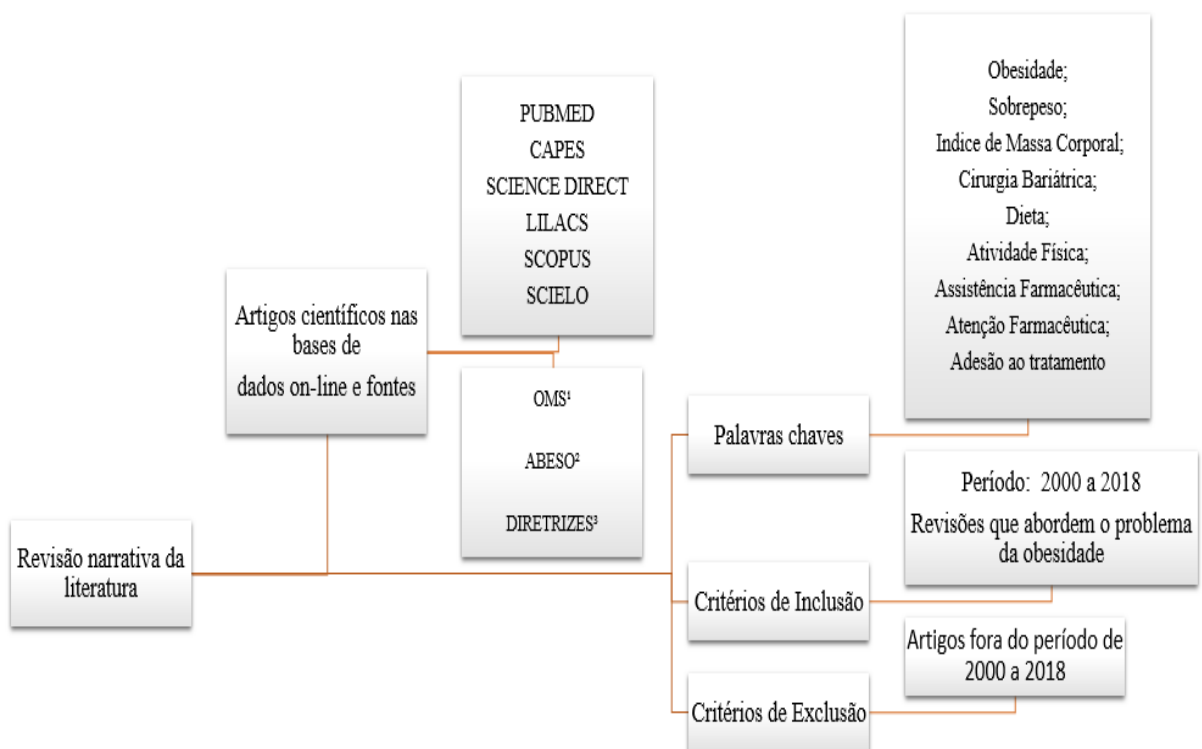 Revisão narrativa da
literatura
Artigos científicos nas
bases de
dados on-line e fontes
PUBMED
CAPES
SCIENCE DIRECT
LILACS
SCOPUS
SCIELO
OMS¹
ABESO²
DIRETRIZES³
Palavras chaves
Obesidade;
Sobrepeso;
Indice de Massa Corporal;
Cirurgia Bariátrica;
Dieta;
Atividade Física;
Assistência Farmacêutica;
Atenção Farmacêutica;
Adesão ao tratamento
Critérios de Inclusão
Período: 2000 a 2018
Revisões que abordem o problema
da obesidade
Critérios de Exclusão
Artigos fora do período de
2000 a 2018